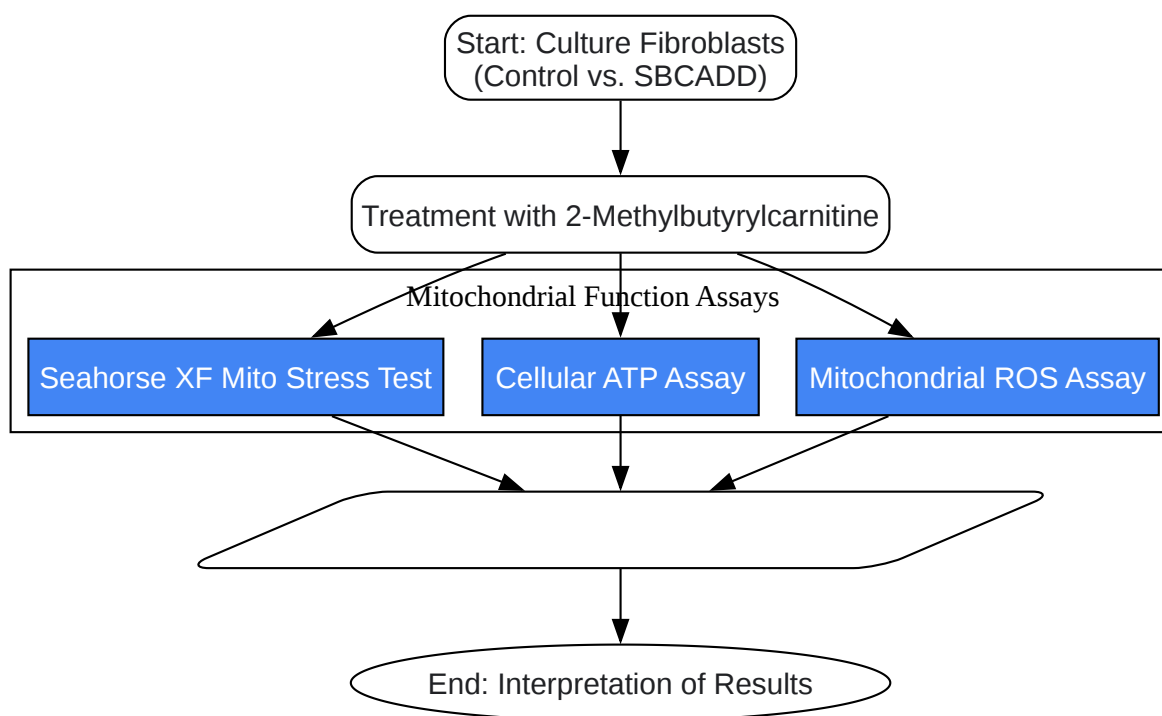 Start: Culture Fibroblasts
(Control vs. SBCADD)
Treatment with 2-Methylbutyrylcarnitine
Mitochondrial Function Assays
Seahorse XF Mito Stress Test
Cellular ATP Assay
Mitochondrial ROS Assay
End: Interpretation of Results